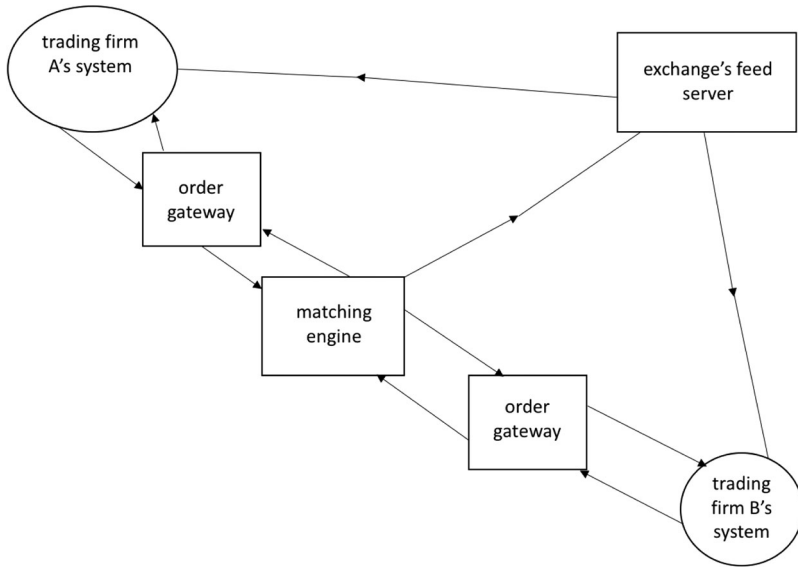 trading firm
A's system
exchange's feed
server
order
gateway
matching
engine
order
gateway
trading
firm B's
system